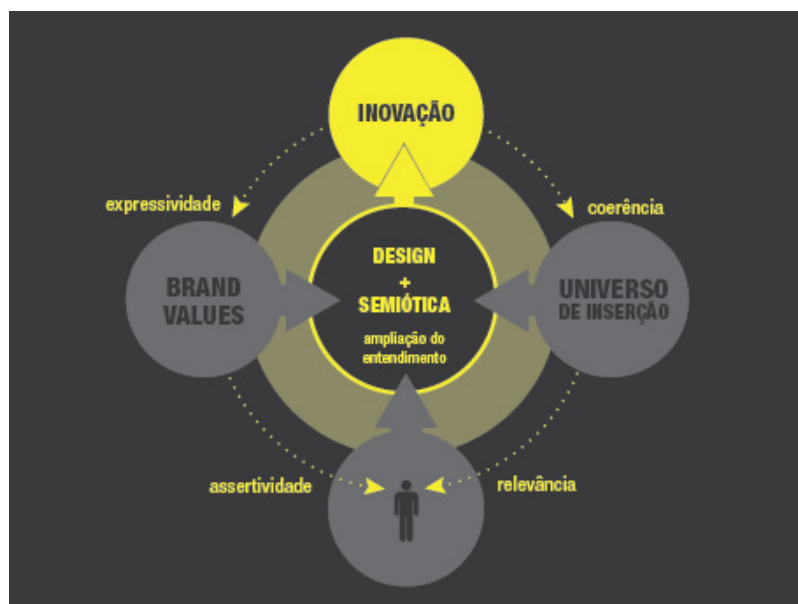 INOVAÇÃO
expressividade
coerência
BRAND
VALUES
DESIGN
+
SEMIÓTICA
ampliação do
entendimento
UNIVERSO
DE INSERÇÃO
assertividade
relevância